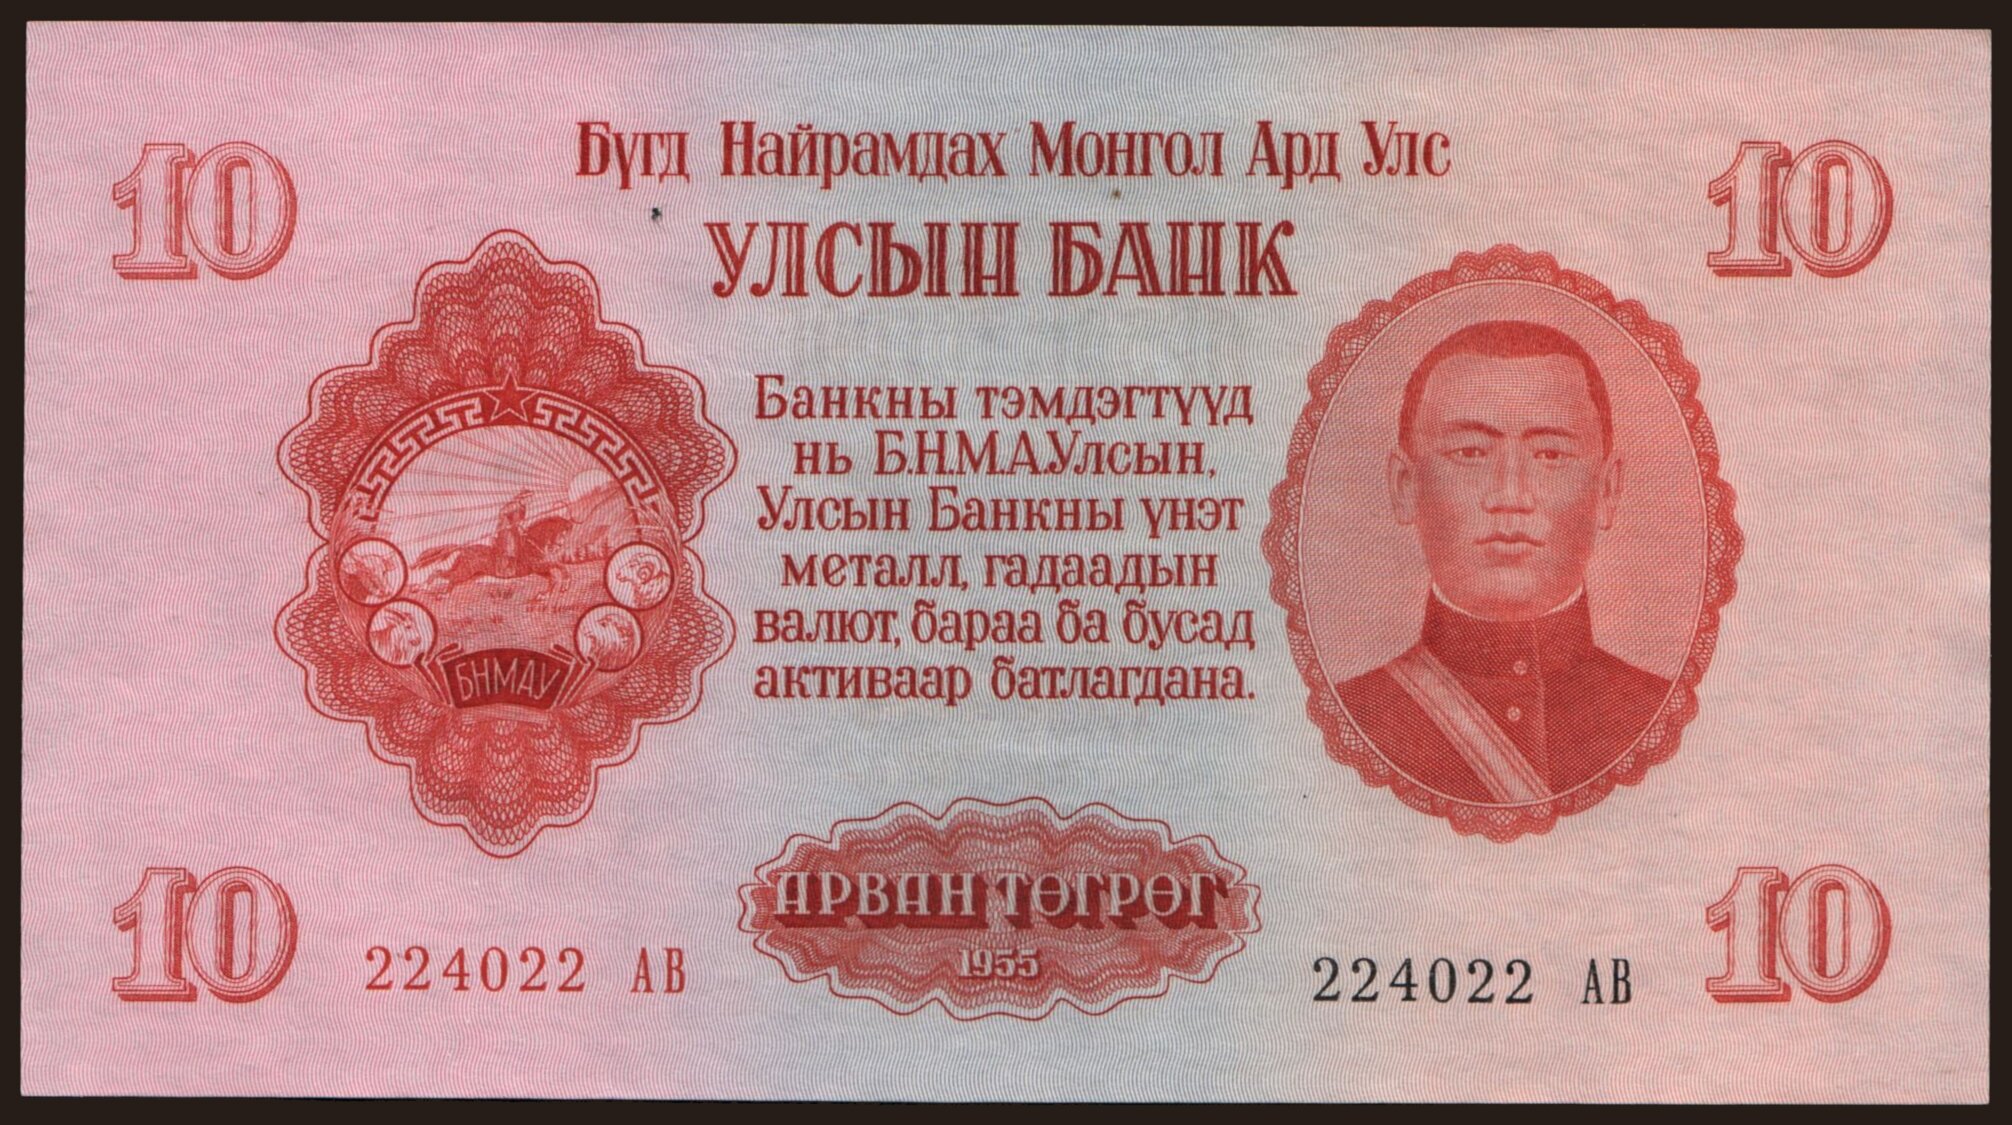 10
Бүгд Найрамдах Монгол Ард Улс
10
УЛСЫН БАНК
Банкны тэмдэгтүүд
нь Б.Н.М.А.Улсын,
Улсын Банкны үнэт
металл, гадаадын
валют, бараа ба бусад
активаар батлагдана.
БНМАУ
АРВАН ТӨГРӨГ
1955
10
224022 АВ
224022 АВ
10